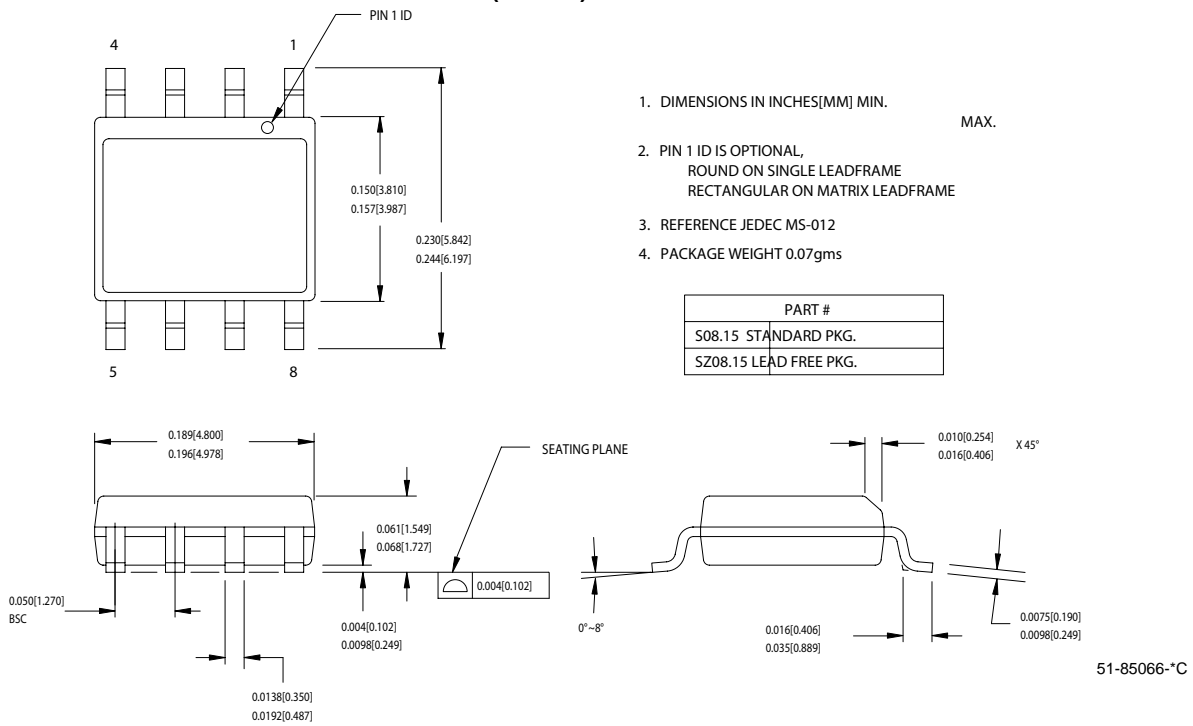 PIN 1 ID
4 1
5 8
0.150[3.810]
0.157[3.987]
0.230[5.842]
0.244[6.197]
1. DIMENSIONS IN INCHES[MM] MIN.
MAX.
2. PIN 1 ID IS OPTIONAL,
ROUND ON SINGLE LEADFRAME
RECTANGULAR ON MATRIX LEADFRAME
3. REFERENCE JEDEC MS-012
4. PACKAGE WEIGHT 0.07gms
PART #
S08.15 STANDARD PKG.
SZ08.15 LEAD FREE PKG.
0.189[4.800]
0.196[4.978]
SEATING PLANE
0.010[0.254]
0.016[0.406]
X 45°
0.061[1.549]
0.068[1.727]
0.004[0.102]
0.050[1.270]
BSC
0.004[0.102]
0.0098[0.249]
0°~8°
0.016[0.406]
0.035[0.889]
0.0075[0.190]
0.0098[0.249]
0.0138[0.350]
0.0192[0.487]
51-85066-*C